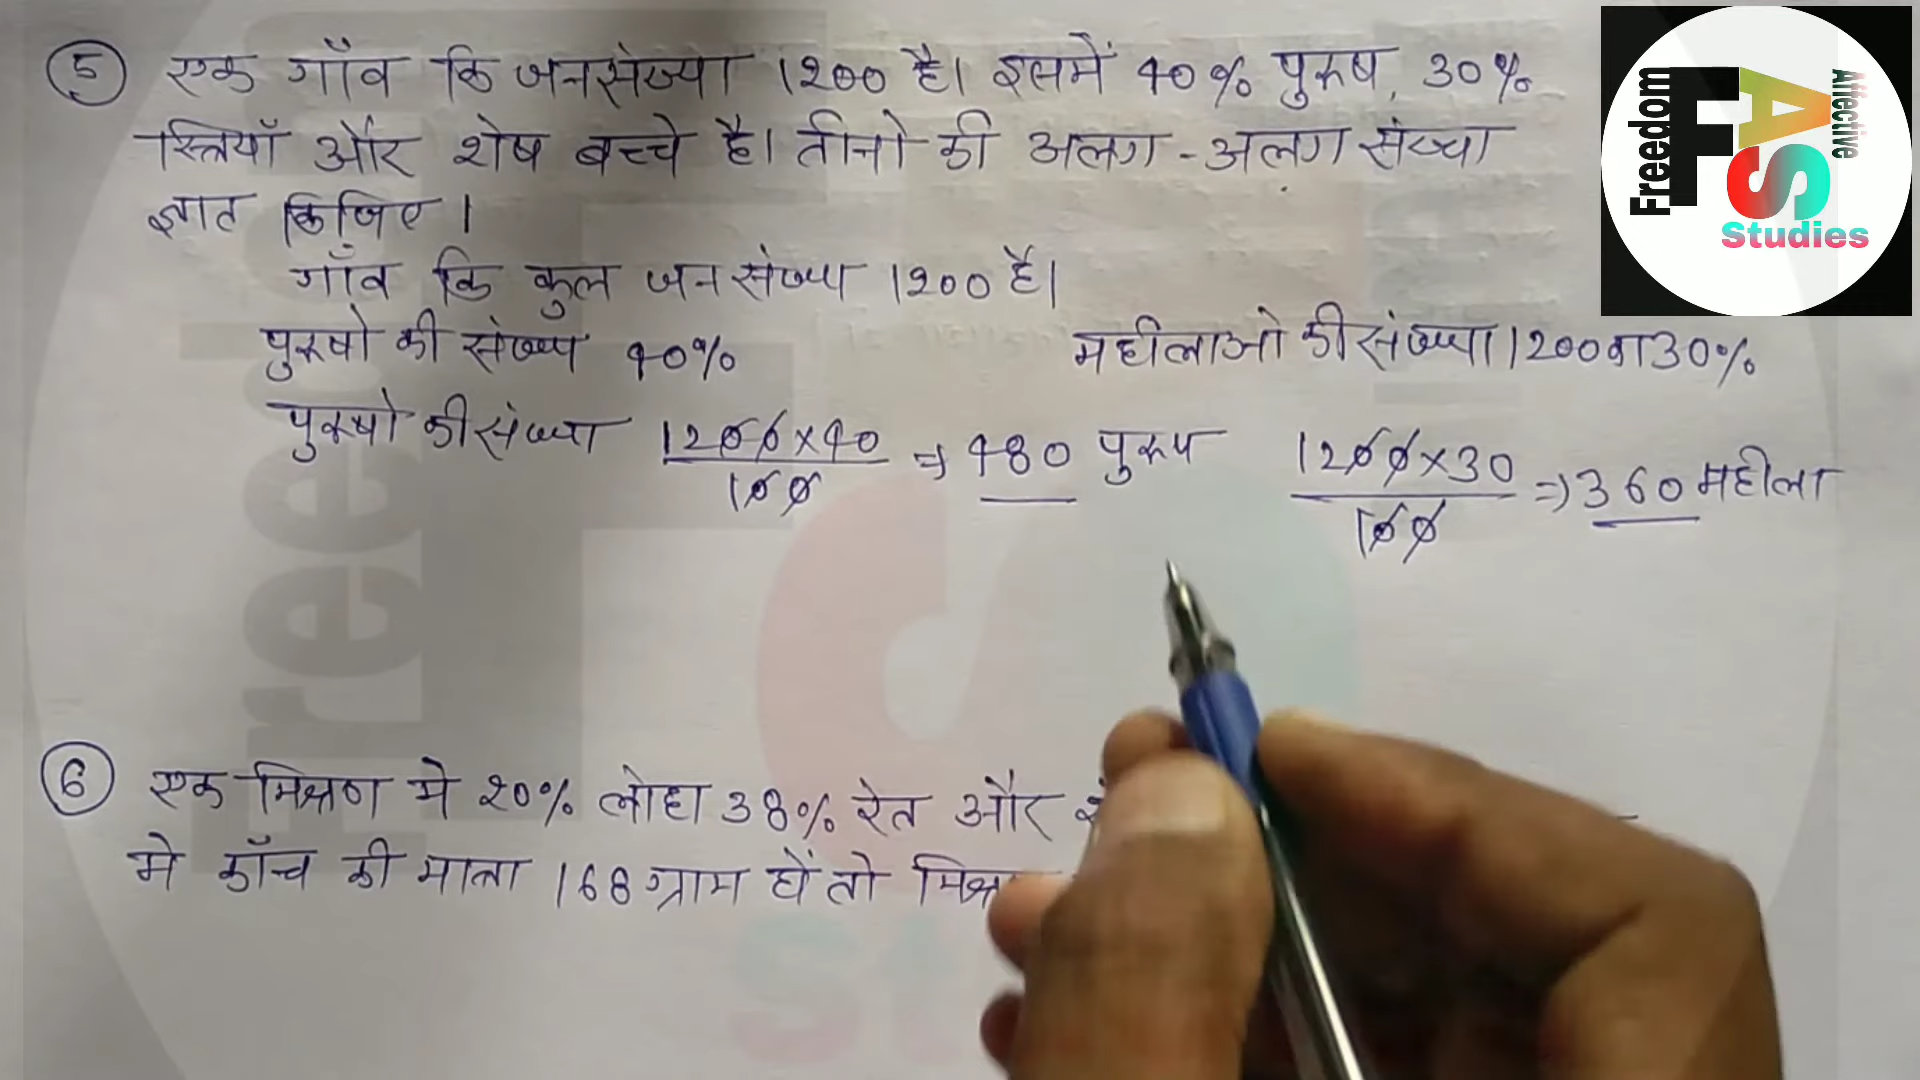 5 एक गाँव कि जनसंख्या 1200 है। इसमें 40% पुरूष, 30%
स्त्रियाँ और शेष बच्चे है। तीनो की अलग-अलग संख्या
ज्ञात किजिए।
गाँव कि कुल जनसंख्या 1200 है।
पुरूषो की संख्या 40%
महीलाओ की संख्या 1200 का 30%
पुरूषो की संख्या 1200×40/100 ⇒ 480 पुरूष
1200×30/100 ⇒ 360 महीला
6 एक मिश्रण मे 20% लोहा 38% रेत और
मे काँच की मात्रा 168 ग्राम घें तो
Freedom
FAS
Affective
Studies